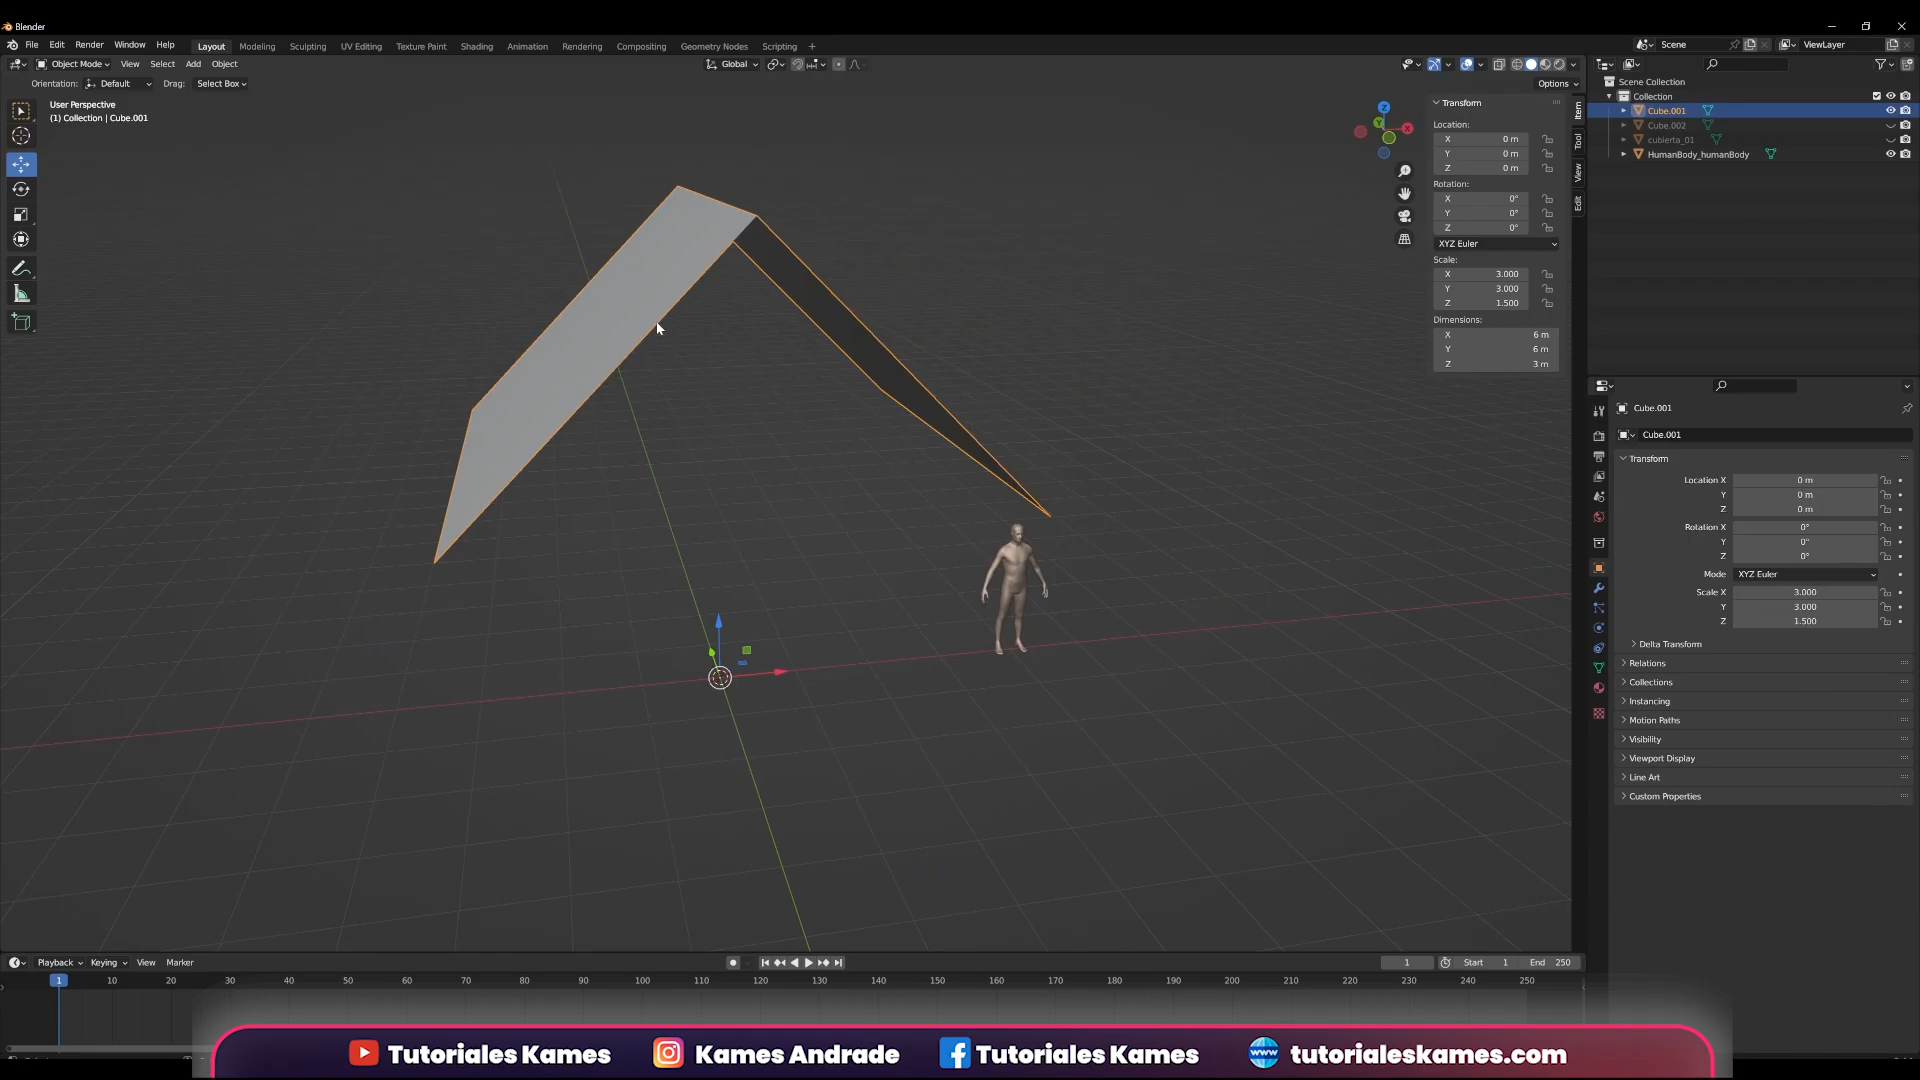 Blender
File Edit Render Window Help
Layout Modeling Sculpting UV Editing Texture Paint Shading Animation Rendering Compositing Geometry Nodes Scripting +
Scene
ViewLayer
Object Mode View Select Add Object
Global
Orientation: Default Drag: Select Box
Options
User Perspective
(1) Collection | Cube.001
Z
Y
X
Transform
Location:
X 0 m
Y 0 m
Z 0 m
Rotation:
X 0°
Y 0°
Z 0°
XYZ Euler
Scale:
X 3.000
Y 3.000
Z 1.500
Dimensions:
X 6 m
Y 6 m
Z 3 m
Item
Tool
View
Edit
Scene Collection
Collection
Cube.001
Cube.002
cubierta_01
HumanBody_humanBody
Cube.001
Cube.001
Transform
Location X 0 m
Y 0 m
Z 0 m
Rotation X 0°
Y 0°
Z 0°
Mode XYZ Euler
Scale X 3.000
Y 3.000
Z 1.500
Delta Transform
Relations
Collections
Instancing
Motion Paths
Visibility
Viewport Display
Line Art
Custom Properties
Playback Keying View Marker
1 Start 1 End 250
1 10 20 30 40 50 60 70 80 90 100 110 120 130 140 150 160 170 180 190 200 210 220 230 240 250
Tutoriales Kames Kames Andrade Tutoriales Kames www tutorialeskames.com